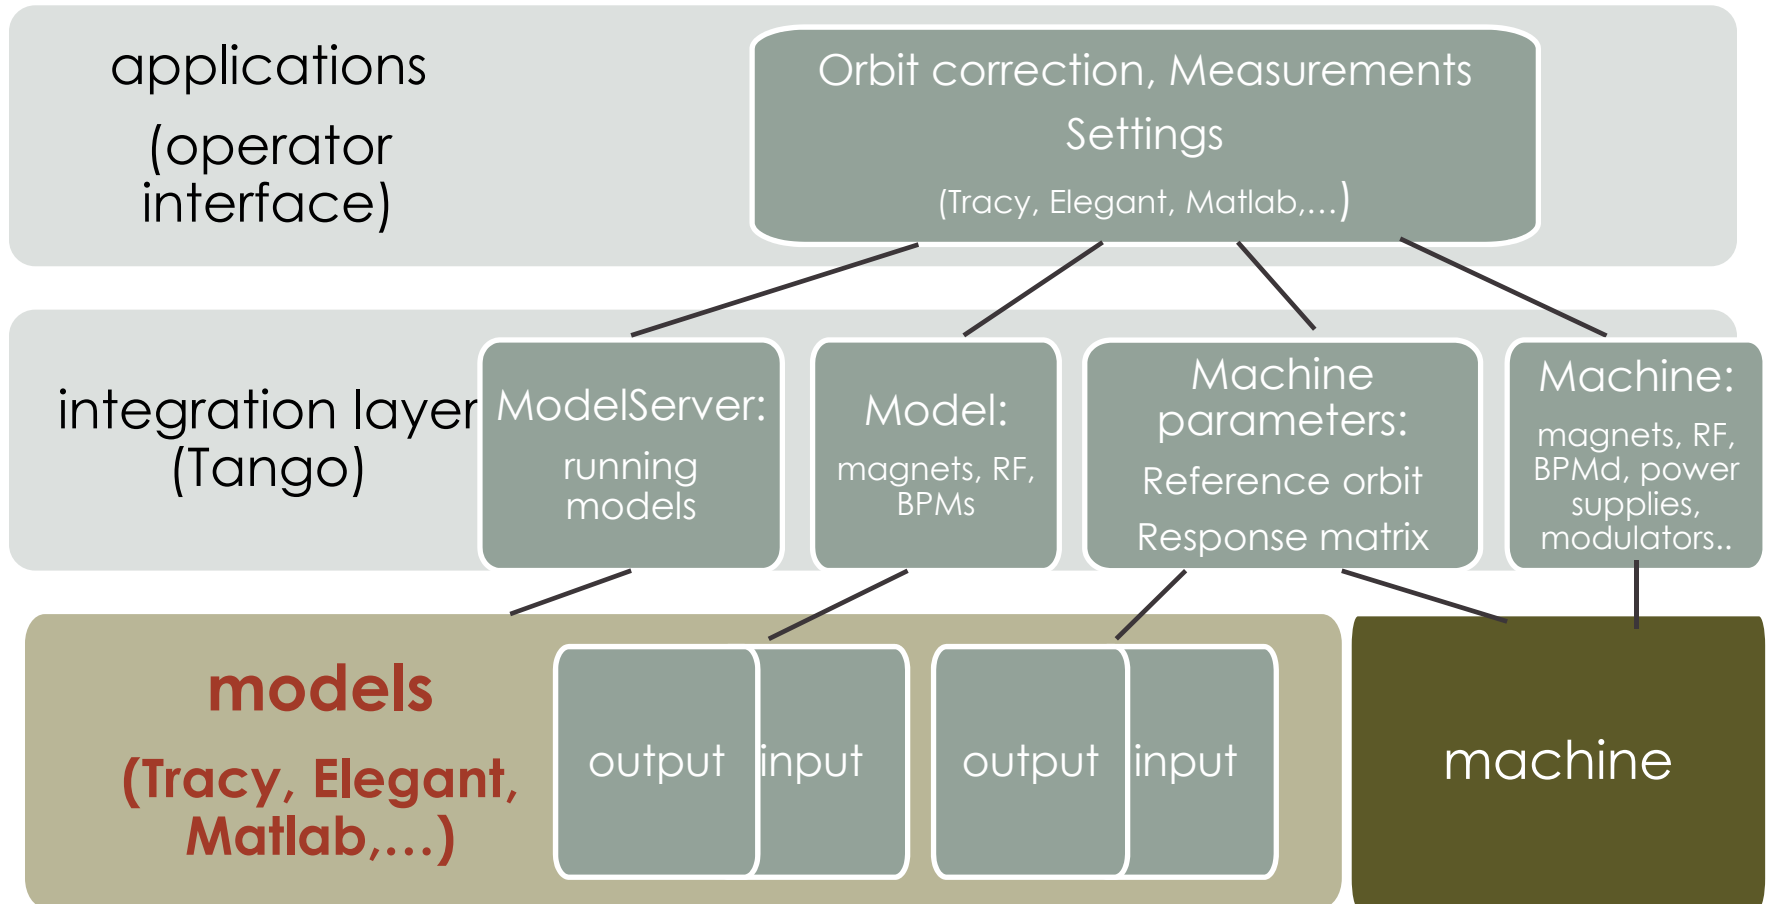 applications
(operator
interface)
Orbit correction, Measurements
Settings
(Tracy, Elegant, Matlab,…)
integration layer
(Tango)
ModelServer:
running
models
Model:
magnets, RF,
BPMs
Machine
parameters:
Reference orbit
Response matrix
Machine:
magnets, RF,
BPMd, power
supplies,
modulators..
models
(Tracy, Elegant,
Matlab,…)
output
input
output
input
machine